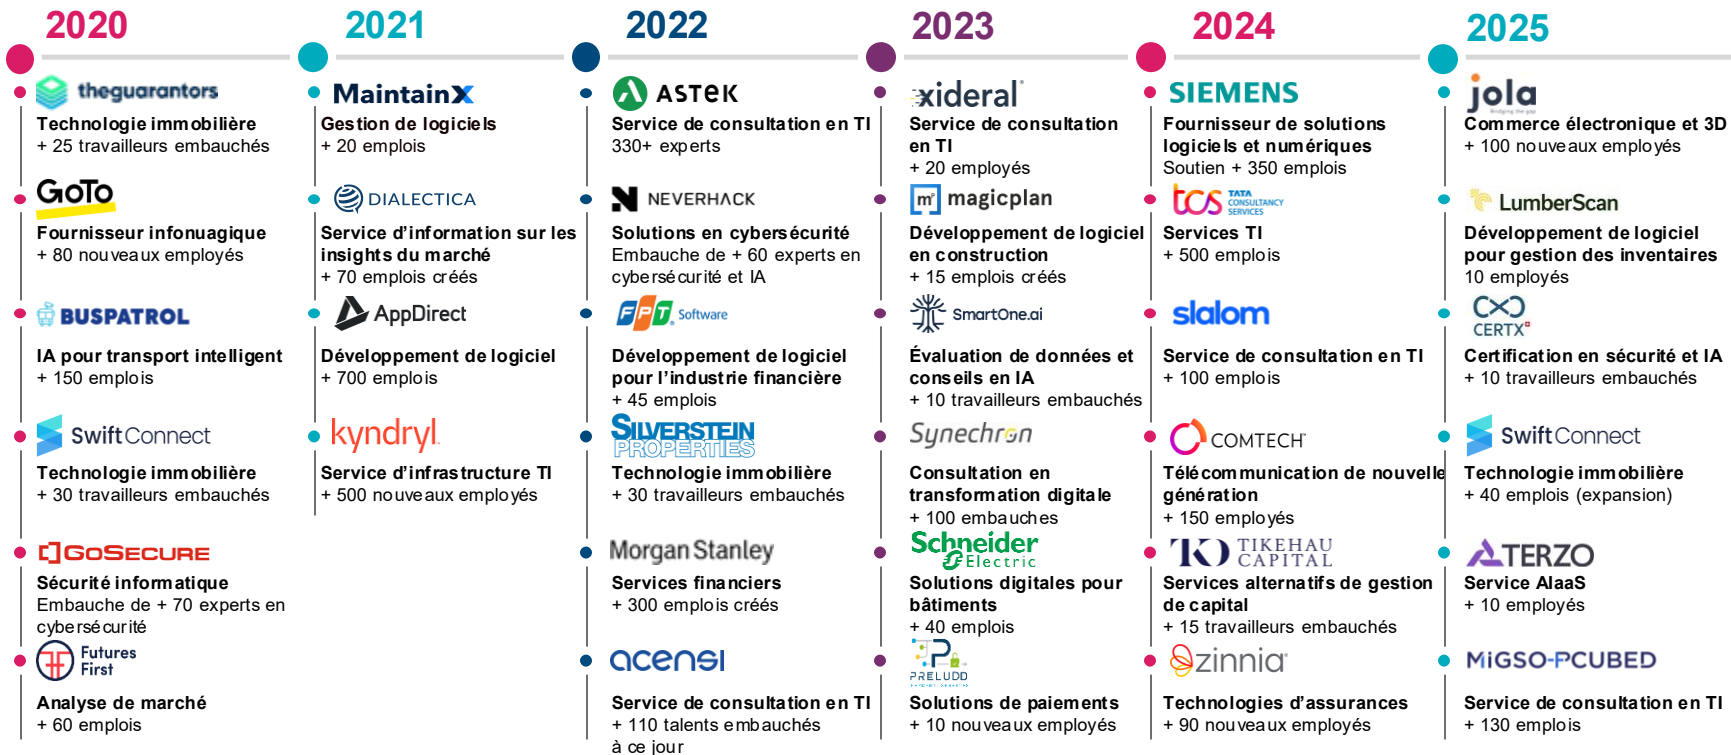 2020
theguarantors
Technologie immobilière
+ 25 travailleurs embauchés
GoTo
Fournisseur infonuagique
+ 80 nouveaux employés
BUSPATROL
IA pour transport intelligent
+ 150 emplois
SwiftConnect
Technologie immobilière
+ 30 travailleurs embauchés
GOSECURE
Sécurité informatique
Embauche de + 70 experts en
cybersécurité
Futures
First
Analyse de marché
+ 60 emplois
2021
MaintainX
Gestion de logiciels
+ 20 emplois
DIALECTICA
Service d’information sur les
insights du marché
+ 70 emplois créés
AppDirect
Développement de logiciel
+ 700 emplois
kyndryl
Service d’infrastructure TI
+ 500 nouveaux employés
2022
ASTEK
Service de consultation en TI
330+ experts
NEVERHACK
Solutions en cybersécurité
Embauche de + 60 experts en
cybersécurité et IA
FPT Software
Développement de logiciel
pour l’industrie financière
+ 45 emplois
SILVERSTEIN
PROPERTIES
Technologie immobilière
+ 30 travailleurs embauchés
Morgan Stanley
Services financiers
+ 300 emplois créés
acensi
Service de consultation en TI
+ 110 talents embauchés
à ce jour
2023
xideral
Service de consultation
en TI
+ 20 employés
m² magicplan
Développement de logiciel
en construction
+ 15 emplois créés
SmartOne.ai
Évaluation de données et
conseils en IA
+ 10 travailleurs embauchés
Synechron
Consultation en
transformation digitale
+ 100 embauches
Schneider
Electric
Solutions digitales pour
bâtiments
+ 40 emplois
PRELUDD
Solutions de paiements
+ 10 nouveaux employés
2024
SIEMENS
Fournisseur de solutions
logiciels et numériques
Soutien + 350 emplois
tcs TATA
CONSULTANCY
SERVICES
Services TI
+ 500 emplois
slalom
Service de consultation en TI
+ 100 emplois
COMTECH
Télécommunication de nouvelle
génération
+ 150 employés
TIKEHAU
CAPITAL
Services alternatifs de gestion
de capital
+ 15 travailleurs embauchés
zinnia
Technologies d’assurances
+ 90 nouveaux employés
2025
jola
Bridging the gap
Commerce électronique et 3D
+ 100 nouveaux employés
LumberScan
Développement de logiciel
pour gestion des inventaires
10 employés
CERTX
Certification en sécurité et IA
+ 10 travailleurs embauchés
SwiftConnect
Technologie immobilière
+ 40 emplois (expansion)
TERZO
Service AIaaS
+ 10 employés
MIGSO-PCUBED
Service de consultation en TI
+ 130 emplois